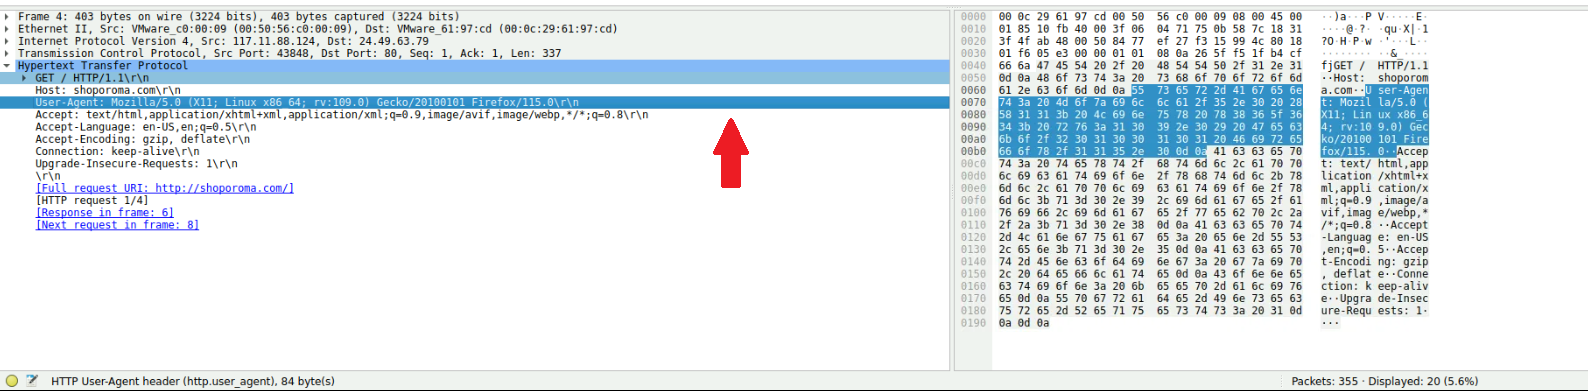 Frame 4: 403 bytes on wire (3224 bits), 403 bytes captured (3224 bits)
Ethernet II, Src: VMware_c0:00:09 (00:50:56:c0:00:09), Dst: VMware_61:97:cd (00:0c:29:61:97:cd)
Internet Protocol Version 4, Src: 117.11.88.124, Dst: 24.49.63.79
Transmission Control Protocol, Src Port: 43848, Dst Port: 80, Seq: 1, Ack: 1, Len: 337
Hypertext Transfer Protocol
GET / HTTP/1.1\r\n
Host: shoporoma.com\r\n
User-Agent: Mozilla/5.0 (X11; Linux x86_64; rv:109.0) Gecko/20100101 Firefox/115.0\r\n
Accept: text/html,application/xhtml+xml,application/xml;q=0.9,image/avif,image/webp,*/*;q=0.8\r\n
Accept-Language: en-US,en;q=0.5\r\n
Accept-Encoding: gzip, deflate\r\n
Connection: keep-alive\r\n
Upgrade-Insecure-Requests: 1\r\n
\r\n
[Full request URI: http://shoporoma.com/]
[HTTP request 1/4]
[Response in frame: 6]
[Next request in frame: 8]
0000 00 0c 29 61 97 cd 00 50 56 c0 00 09 08 00 45 00 ··)a···P V·····E·
0010 01 85 10 fb 40 00 3f 06 04 71 75 0b 58 7c 18 31 ····@·?· ·qu·X|·1
0020 3f 4f ab 48 00 50 84 77 ef 27 f3 15 99 4c 80 18 ?O·H·P·w ·'···L··
0030 01 f6 05 e3 00 00 01 01 08 0a 26 5f f5 1f b4 cf ········ ··&_····
0040 66 6a 47 45 54 20 2f 20 48 54 54 50 2f 31 2e 31 fjGET / HTTP/1.1
0050 0d 0a 48 6f 73 74 3a 20 73 68 6f 70 6f 72 6f 6d ··Host: shoporom
0060 61 2e 63 6f 6d 0d 0a 55 73 65 72 2d 41 67 65 6e a.com··U ser-Agen
0070 74 3a 20 4d 6f 7a 69 6c 6c 61 2f 35 2e 30 20 28 t: Mozil la/5.0 (
0080 58 31 31 3b 20 4c 69 6e 75 78 20 78 38 36 5f 36 X11; Lin ux x86_6
0090 34 3b 20 72 76 3a 31 30 39 2e 30 29 20 47 65 63 4; rv:10 9.0) Gec
00a0 6b 6f 2f 32 30 31 30 30 31 30 31 20 46 69 72 65 ko/20100 101 Fire
00b0 66 6f 78 2f 31 31 35 2e 30 0d 0a 41 63 63 65 70 fox/115. 0··Accep
00c0 74 3a 20 74 65 78 74 2f 68 74 6d 6c 2c 61 70 70 t: text/ html,app
00d0 6c 69 63 61 74 69 6f 6e 2f 78 68 74 6d 6c 2b 78 lication /xhtml+x
00e0 6d 6c 2c 61 70 70 6c 69 63 61 74 69 6f 6e 2f 78 ml,appli cation/x
00f0 6d 6c 3b 71 3d 30 2e 39 2c 69 6d 61 67 65 2f 61 ml;q=0.9 ,image/a
0100 76 69 66 2c 69 6d 61 67 65 2f 77 65 62 70 2c 2a vif,imag e/webp,*
0110 2f 2a 3b 71 3d 30 2e 38 0d 0a 41 63 63 65 70 74 /*;q=0.8 ··Accept
0120 2d 4c 61 6e 67 75 61 67 65 3a 20 65 6e 2d 55 53 -Languag e: en-US
0130 2c 65 6e 3b 71 3d 30 2e 35 0d 0a 41 63 63 65 70 ,en;q=0. 5··Accep
0140 74 2d 45 6e 63 6f 64 69 6e 67 3a 20 67 7a 69 70 t-Encodi ng: gzip
0150 2c 20 64 65 66 6c 61 74 65 0d 0a 43 6f 6e 6e 65 , deflat e··Conne
0160 63 74 69 6f 6e 3a 20 6b 65 65 70 2d 61 6c 69 76 ction: k eep-aliv
0170 65 0d 0a 55 70 67 72 61 64 65 2d 49 6e 73 65 63 e··Upgra de-Insec
0180 75 72 65 2d 52 65 71 75 65 73 74 73 3a 20 31 0d ure-Requ ests: 1·
0190 0a 0d 0a ···
HTTP User-Agent header (http.user_agent), 84 byte(s)
Packets: 355 · Displayed: 20 (5.6%)